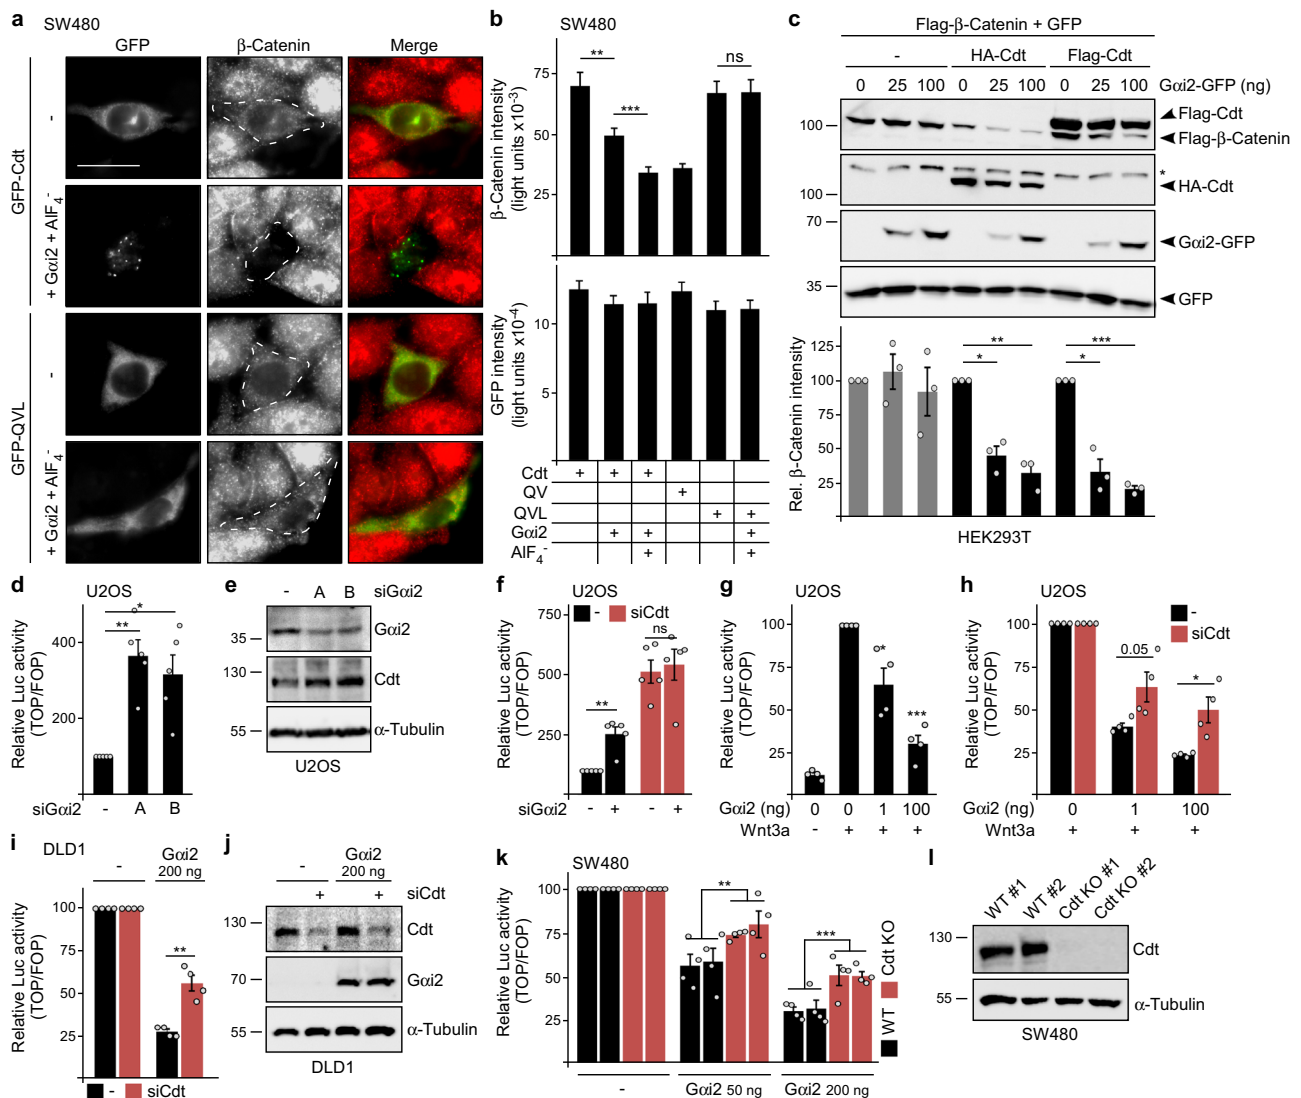 a
SW480
GFP
β-Catenin
Merge
GFP-Cdt
-
+ Gαi2 + AlF4-
GFP-QVL
-
+ Gαi2 + AlF4-
b
SW480
β-Catenin intensity
(light units x10-3)
75
50
25
**
***
ns
GFP intensity
(light units x10-4)
10
5
Cdt + + +
QV +
QVL + +
Gαi2 + + +
AlF4- + +
c
Flag-β-Catenin + GFP
- HA-Cdt Flag-Cdt
0 25 100 0 25 100 0 25 100 Gαi2-GFP (ng)
100
Flag-Cdt
Flag-β-Catenin
*
100
HA-Cdt
70
Gαi2-GFP
35
GFP
Rel. β-Catenin intensity
125
100
75
50
25
* **
* ***
HEK293T
d
U2OS
Relative Luc activity
(TOP/FOP)
400
200
*
**
siGαi2 - A B
e
- A B siGαi2
35
Gαi2
130
Cdt
55
α-Tubulin
U2OS
f
U2OS
- siCdt
Relative Luc activity
(TOP/FOP)
750
500
250
**
ns
siGαi2 - + - +
g
U2OS
Relative Luc activity
(TOP/FOP)
100
75
50
25
*
***
Gαi2 (ng) 0 0 1 100
Wnt3a - + + +
h
U2OS
-
siCdt
Relative Luc activity
(TOP/FOP)
100
75
50
25
0.05
*
Gαi2 (ng) 0 1 100
Wnt3a + + +
i
DLD1
- Gαi2
200 ng
Relative Luc activity
(TOP/FOP)
100
75
50
25
**
- siCdt
j
- Gαi2
200 ng
- + - + siCdt
130
Cdt
70
Gαi2
55
α-Tubulin
DLD1
k
SW480
Relative Luc activity
(TOP/FOP)
100
75
50
25
**
***
- Gαi2 50 ng Gαi2 200 ng
WT Cdt KO
l
WT #1
WT #2
Cdt KO #1
Cdt KO #2
130
Cdt
55
α-Tubulin
SW480